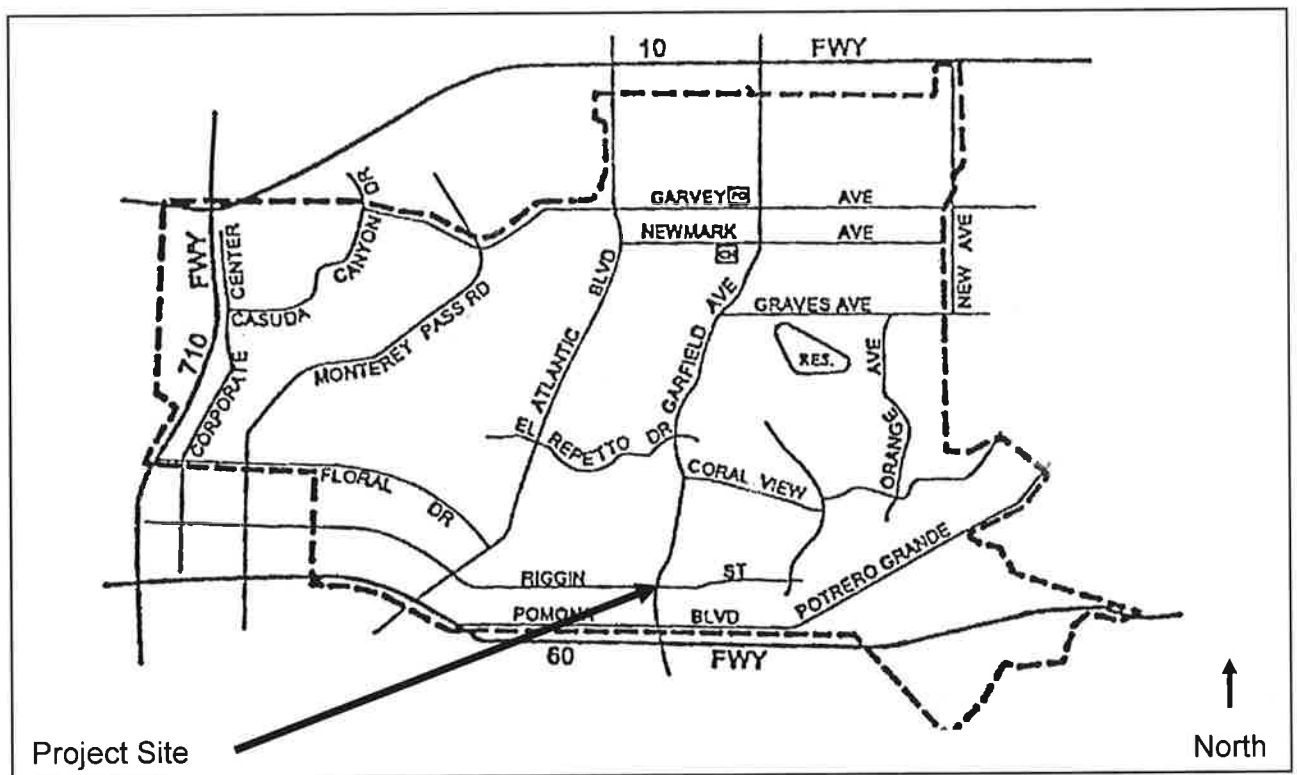 10 FWY
DR
GARVEY PO AVE
NEWMARK AVE
CH
FWY
CENTER
CANYON
BLVD
AVE
NEW AVE
CASUDA
GRAVES AVE
710
MONTEREY PASS RD
RES.
AVE
CORPORATE
ATLANTIC
GARFIELD
EL REPETTO DR
ORANGE
FLORAL DR
CORAL VIEW
RIGGIN ST
POTRERO GRANDE
POMONA BLVD
60 FWY
Project Site
North